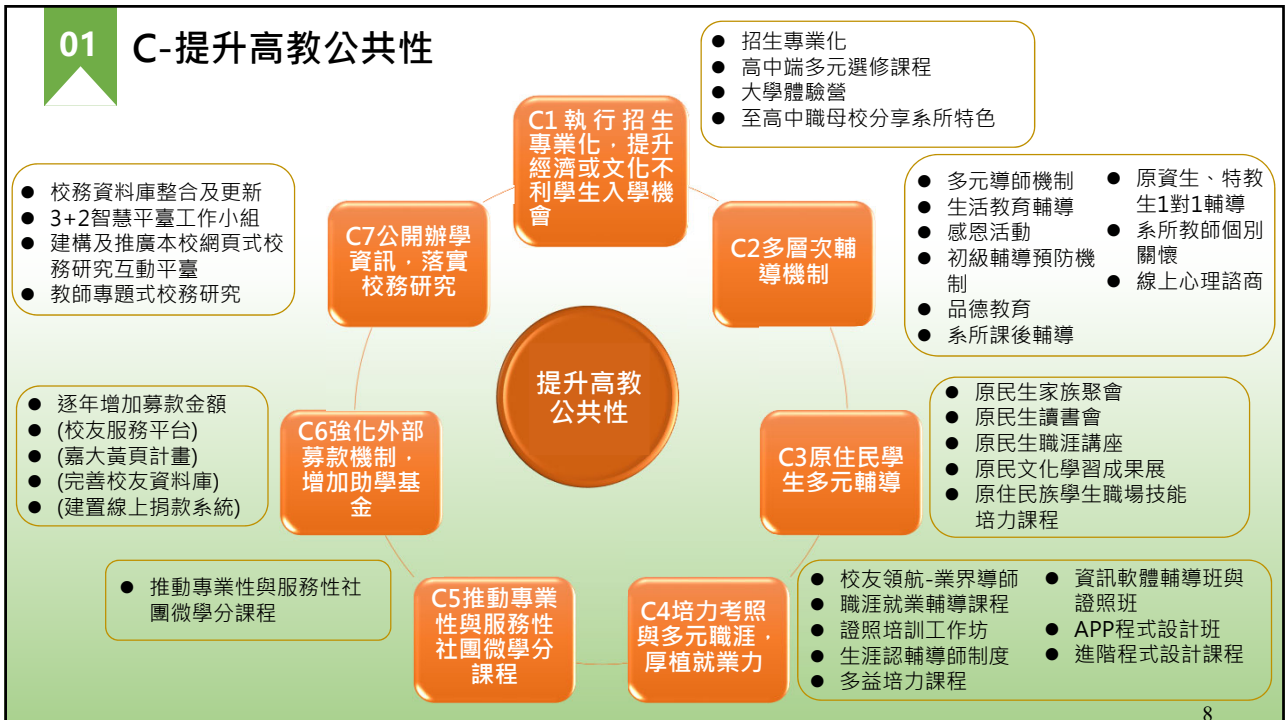 01
C-提升高教公共性
● 招生專業化
● 高中端多元選修課程
● 大學體驗營
● 至高中職母校分享系所特色
C1執行招生
專業化，提升
經濟或文化不
利學生入學機
會
● 多元導師機制
● 生活教育輔導
● 感恩活動
● 初級輔導預防機
制
● 品德教育
● 系所課後輔導
● 原資生、特教
生1對1輔導
● 系所教師個別
關懷
● 線上心理諮商
C2多層次輔
導機制
● 原民生家族聚會
● 原民生讀書會
● 原民生職涯講座
● 原民文化學習成果展
● 原住民族學生職場技能
培力課程
C3原住民學
生多元輔導
● 校友領航-業界導師
● 職涯就業輔導課程
● 證照培訓工作坊
● 生涯認輔導師制度
● 多益培力課程
● 資訊軟體輔導班與
證照班
● APP程式設計班
● 進階程式設計課程
C4培力考照
與多元職涯，
厚植就業力
C5推動專業
性與服務性
社團微學分
課程
● 推動專業性與服務性社
團微學分課程
C6強化外部
募款機制，
增加助學基
金
● 逐年增加募款金額
● (校友服務平台)
● (嘉大黃頁計畫)
● (完善校友資料庫)
● (建置線上捐款系統)
C7公開辦學
資訊，落實
校務研究
● 校務資料庫整合及更新
● 3+2智慧平臺工作小組
● 建構及推廣本校網頁式校
務研究互動平臺
● 教師專題式校務研究
提升高教
公共性
8